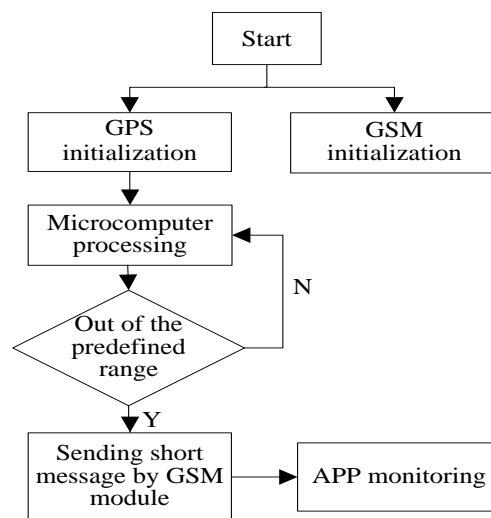 Start
GPS
initialization
GSM
initialization
Microcomputer
processing
N
Out of the
predefined
range
Y
Sending short
message by GSM
module
APP monitoring